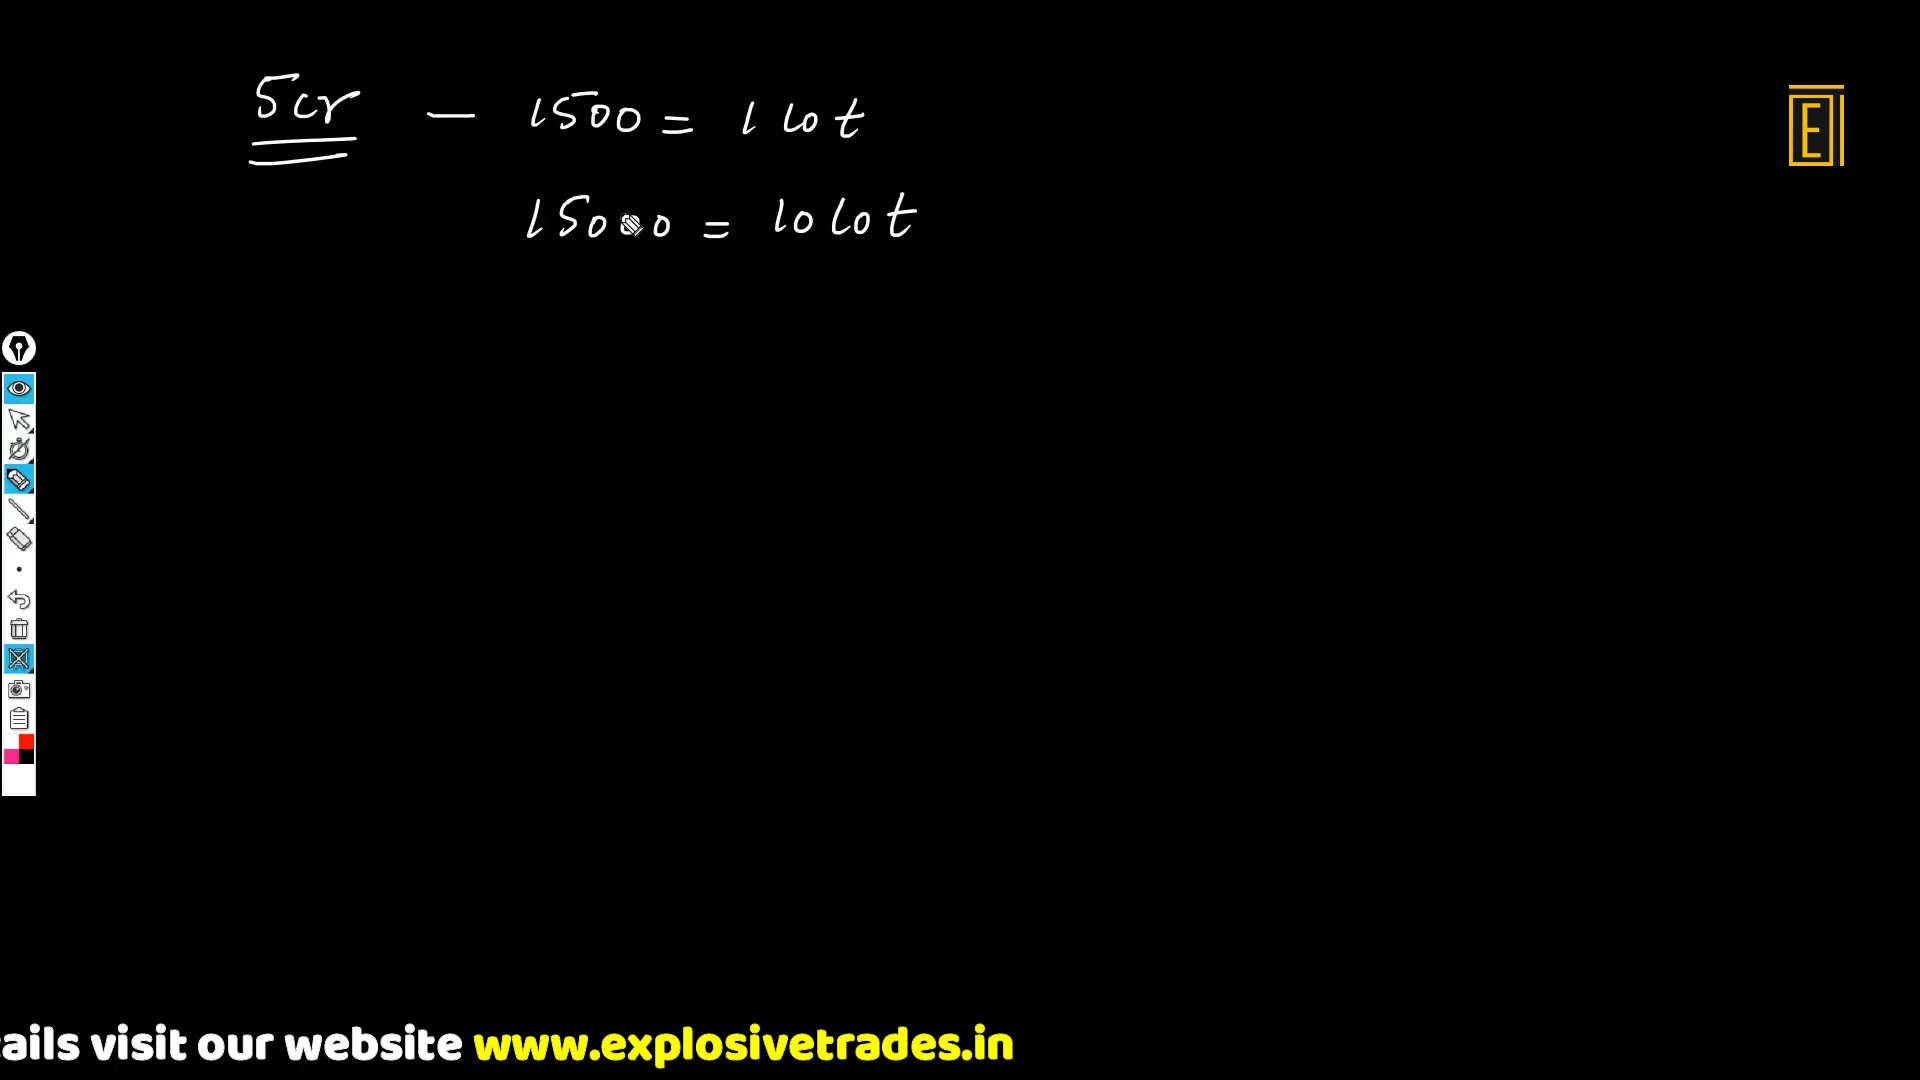 5cr — 1500 = 1 lot
15000 = 10 lot
E
ails visit our website www.explosivetrades.in